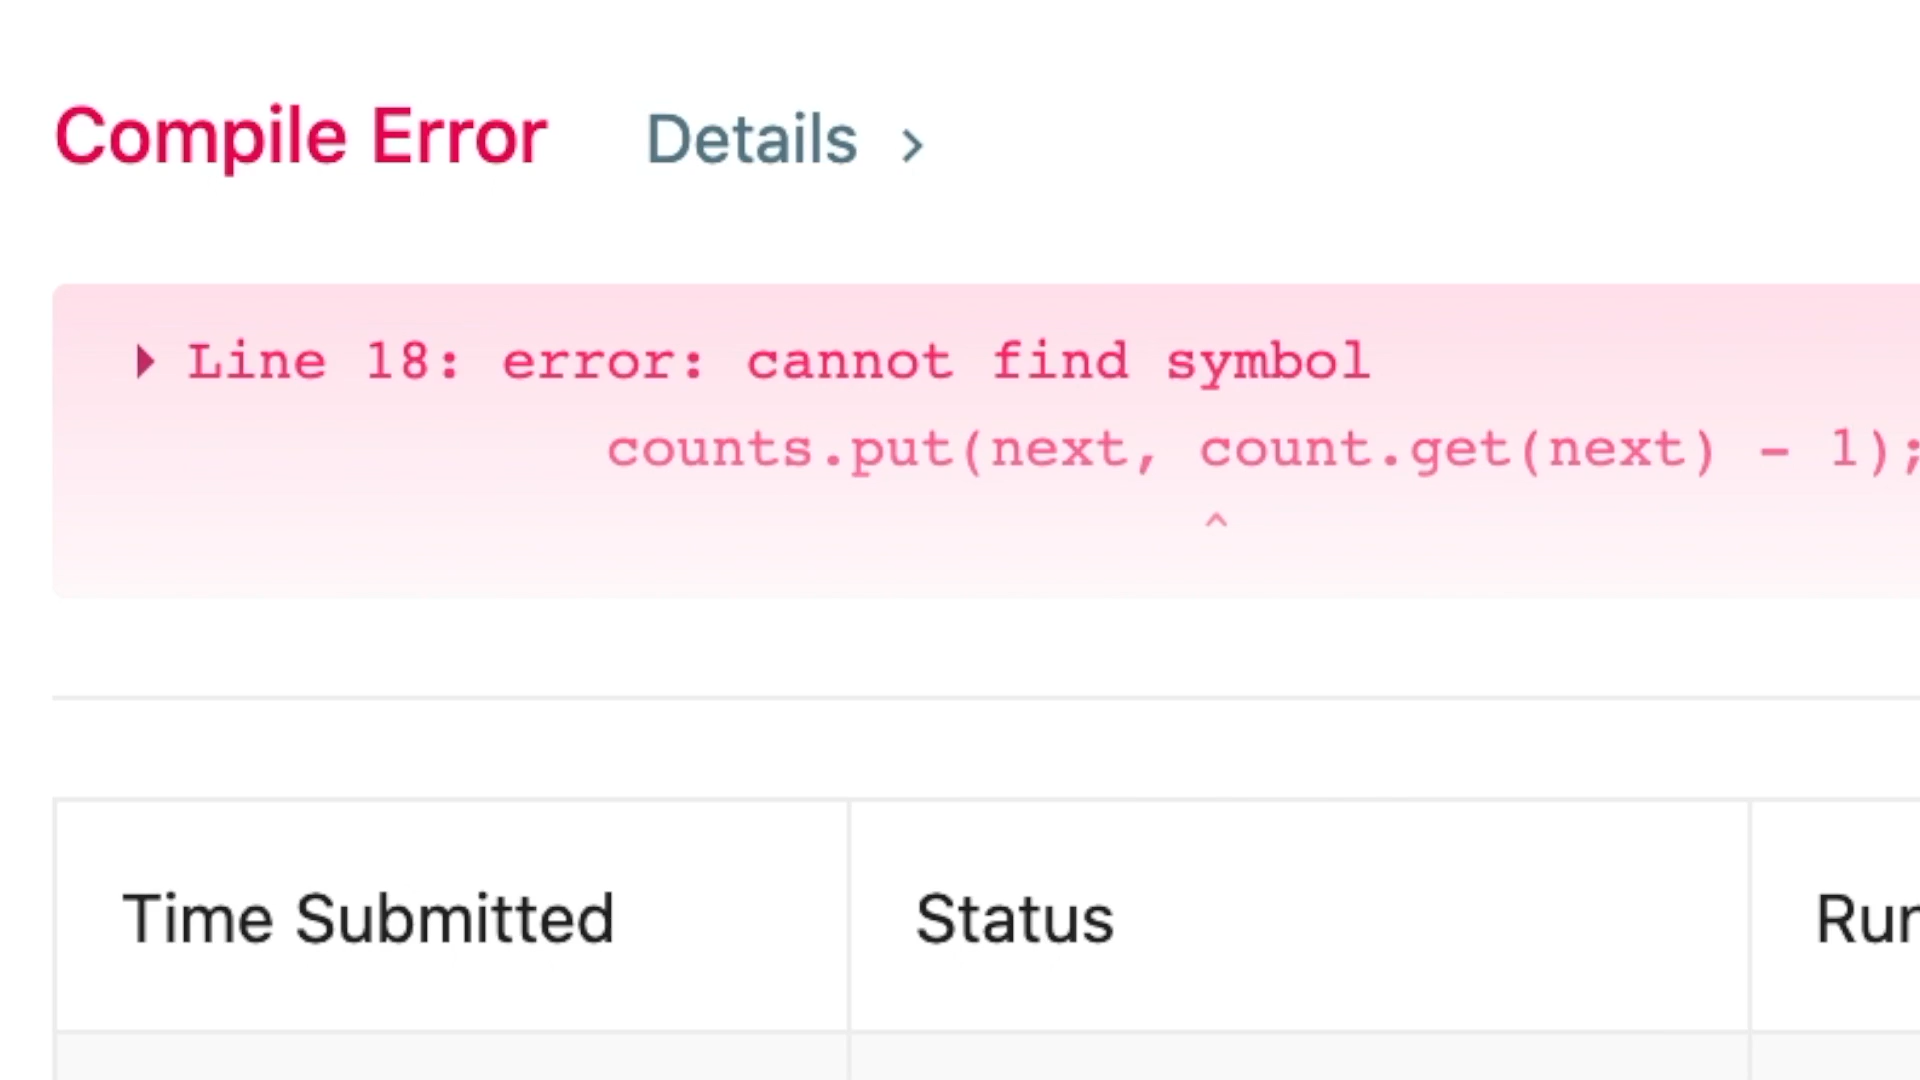 Compile Error Details >
Line 18: error: cannot find symbol
counts.put(next, count.get(next) - 1);
^
Time Submitted Status